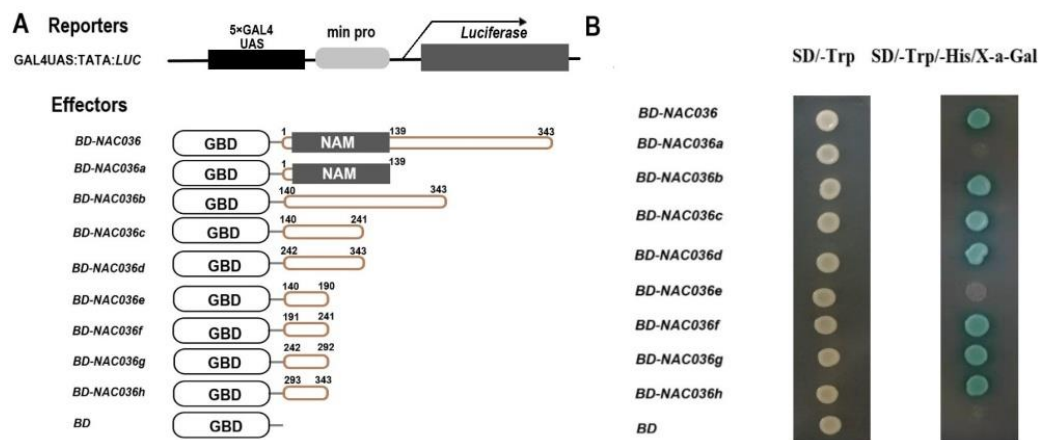 A
Reporters
5×GAL4
UAS
min pro
Luciferase
GAL4UAS:TATA:LUC
Effectors
BD-NAC036 GBD 1 NAM 139 343
BD-NAC036a GBD 1 NAM 139
BD-NAC036b GBD 140 343
BD-NAC036c GBD 140 241
BD-NAC036d GBD 242 343
BD-NAC036e GBD 140 190
BD-NAC036f GBD 191 241
BD-NAC036g GBD 242 292
BD-NAC036h GBD 293 343
BD GBD
B
SD/-Trp SD/-Trp/-His/X-a-Gal
BD-NAC036
BD-NAC036a
BD-NAC036b
BD-NAC036c
BD-NAC036d
BD-NAC036e
BD-NAC036f
BD-NAC036g
BD-NAC036h
BD